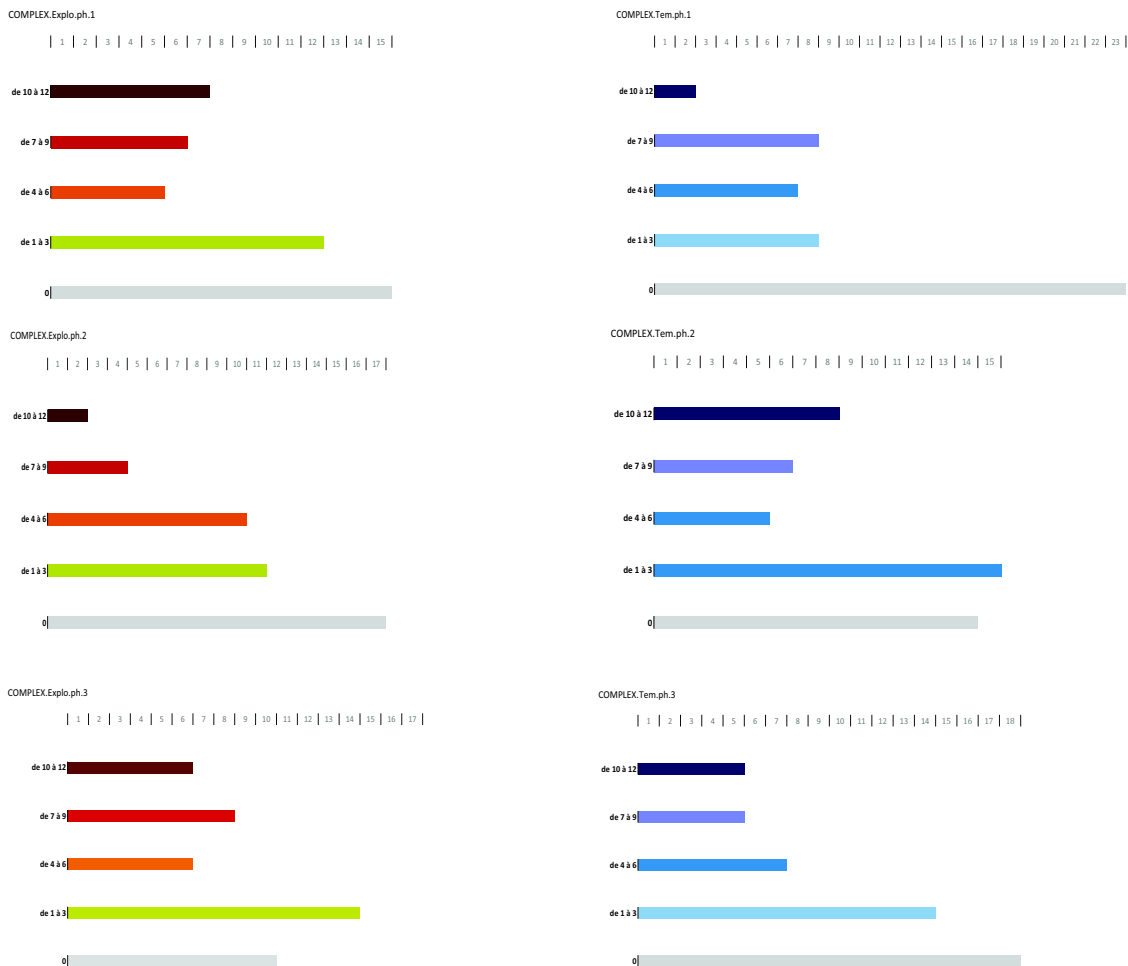 COMPLEX.Explo.ph.1
1 2 3 4 5 6 7 8 9 10 11 12 13 14 15
de 10 à 12
de 7 à 9
de 4 à 6
de 1 à 3
0
COMPLEX.Tem.ph.1
1 2 3 4 5 6 7 8 9 10 11 12 13 14 15 16 17 18 19 20 21 22 23
de 10 à 12
de 7 à 9
de 4 à 6
de 1 à 3
0
COMPLEX.Explo.ph.2
1 2 3 4 5 6 7 8 9 10 11 12 13 14 15 16 17
de 10 à 12
de 7 à 9
de 4 à 6
de 1 à 3
0
COMPLEX.Tem.ph.2
1 2 3 4 5 6 7 8 9 10 11 12 13 14 15
de 10 à 12
de 7 à 9
de 4 à 6
de 1 à 3
0
COMPLEX.Explo.ph.3
1 2 3 4 5 6 7 8 9 10 11 12 13 14 15 16 17
de 10 à 12
de 7 à 9
de 4 à 6
de 1 à 3
0
COMPLEX.Tem.ph.3
1 2 3 4 5 6 7 8 9 10 11 12 13 14 15 16 17 18
de 10 à 12
de 7 à 9
de 4 à 6
de 1 à 3
0